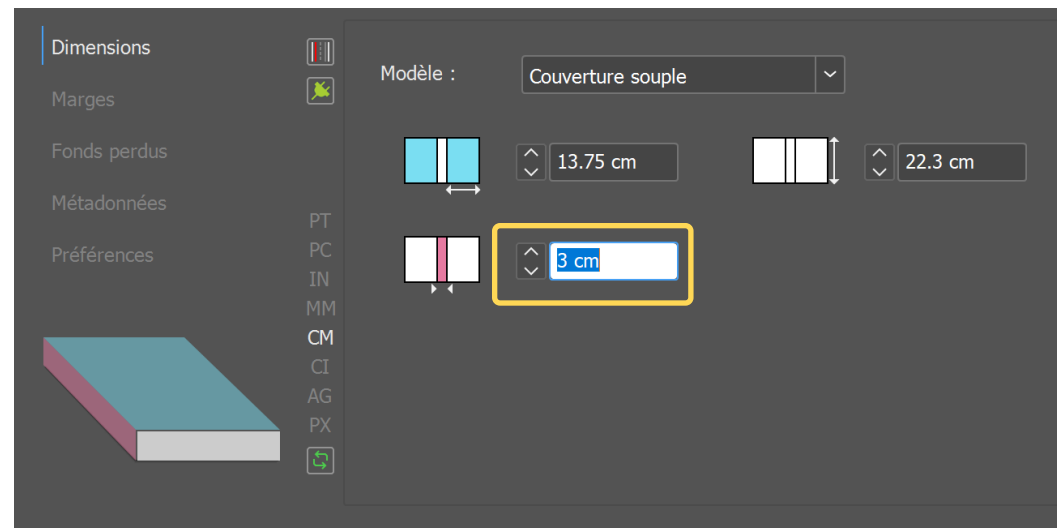 Dimensions
Marges
Fonds perdus
Métadonnées
Préférences
PT
PC
IN
MM
CM
CI
AG
PX
Modèle :
Couverture souple
13.75 cm
22.3 cm
3 cm